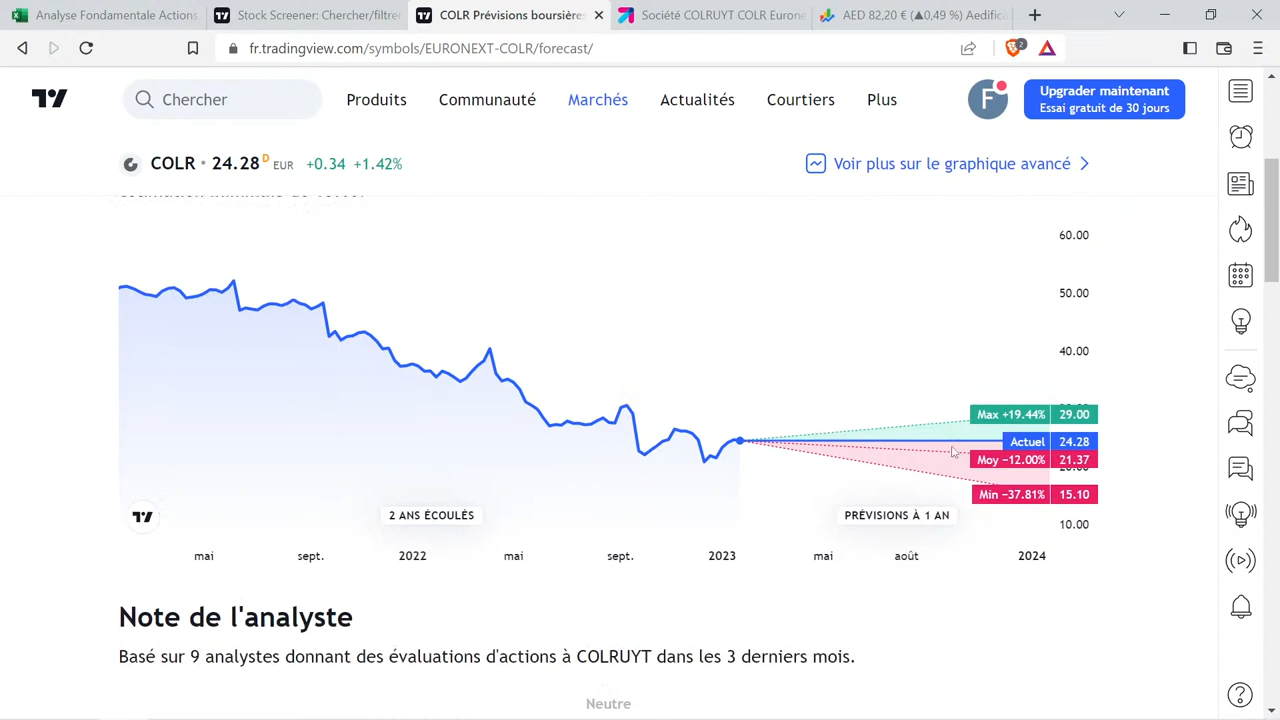 Analyse Fondamentale Actions
Stock Screener: Chercher filtrer
COLR Prévisions boursières
Société COLRUYT COLR Eurone
AED 82,20 € (▲0,49 %) Aedifica
fr.tradingview.com/symbols/EURONEXT-COLR/forecast/
2
Chercher
Produits
Communauté
Marchés
Actualités
Courtiers
Plus
F
Upgrader maintenant
Essai gratuit de 30 jours
COLR • 24.28 D EUR +0.34 +1.42%
Voir plus sur le graphique avancé
60.00
50.00
40.00
Max +19.44% 29.00
Actuel 24.28
Moy −12.00% 21.37
Min −37.81% 15.10
10.00
2 ANS ÉCOULÉS
PRÉVISIONS À 1 AN
mai
sept.
2022
mai
sept.
2023
mai
août
2024
Note de l'analyste
Basé sur 9 analystes donnant des évaluations d'actions à COLRUYT dans les 3 derniers mois.
Neutre